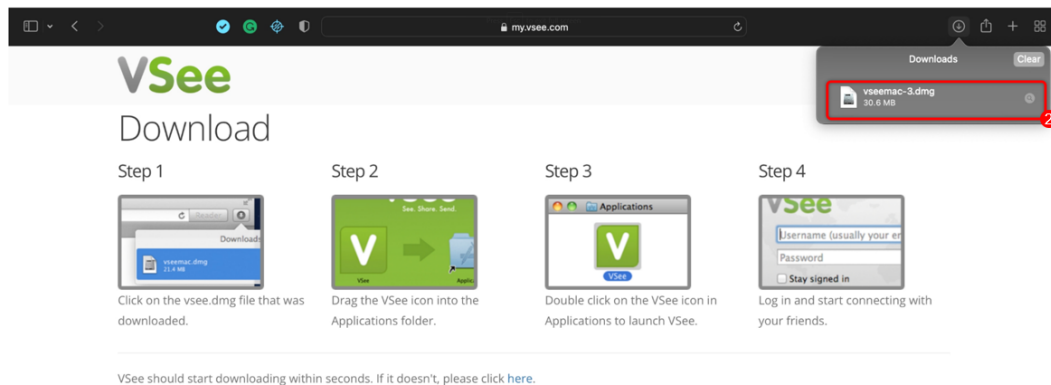 my.vsee.com
Downloads
Clear
vseemac-3.dmg
30.6 MB
2
VSee
Download
Step 1
Step 2
Step 3
Step 4
Reader
Downloads
vseemac.dmg
21.4 MB
See. Share. Send.
V
VSee
Applic
Applications
V
VSee
VSee
Username (usually your em
Password
Stay signed in
Click on the vsee.dmg file that was
downloaded.
Drag the VSee icon into the
Applications folder.
Double click on the VSee icon in
Applications to launch VSee.
Log in and start connecting with
your friends.
VSee should start downloading within seconds. If it doesn't, please click here.